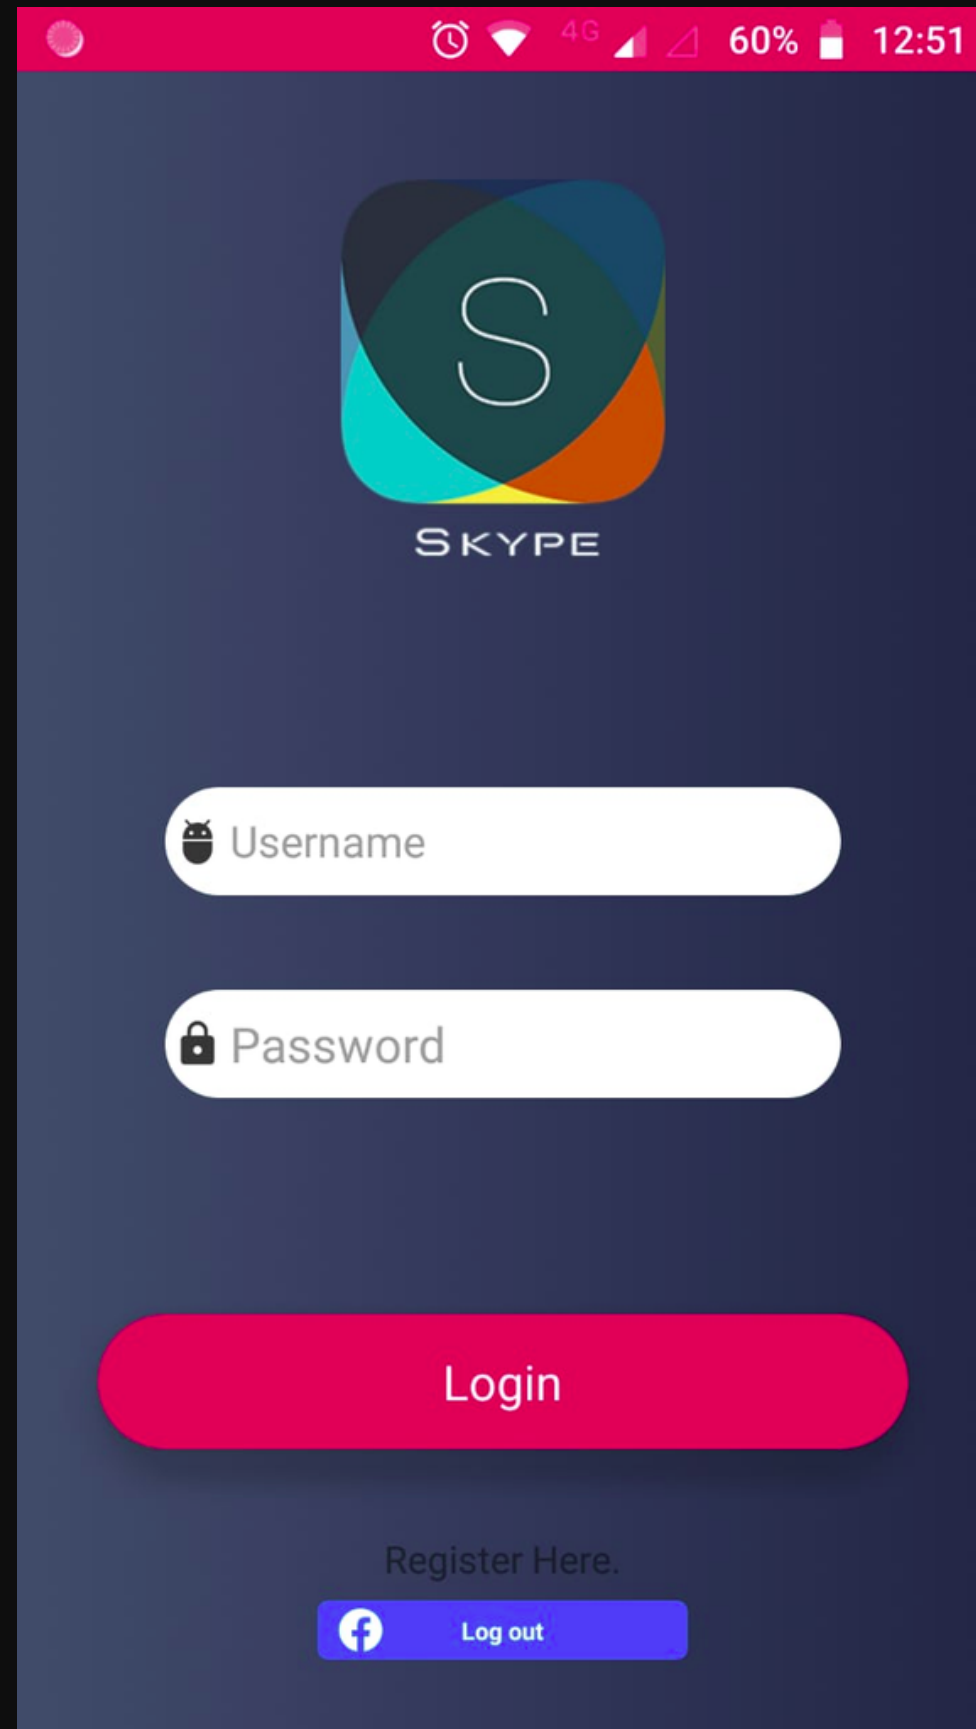 4G 60% 12:51
S
SKYPE
Username
Password
Login
Register Here.
Log out